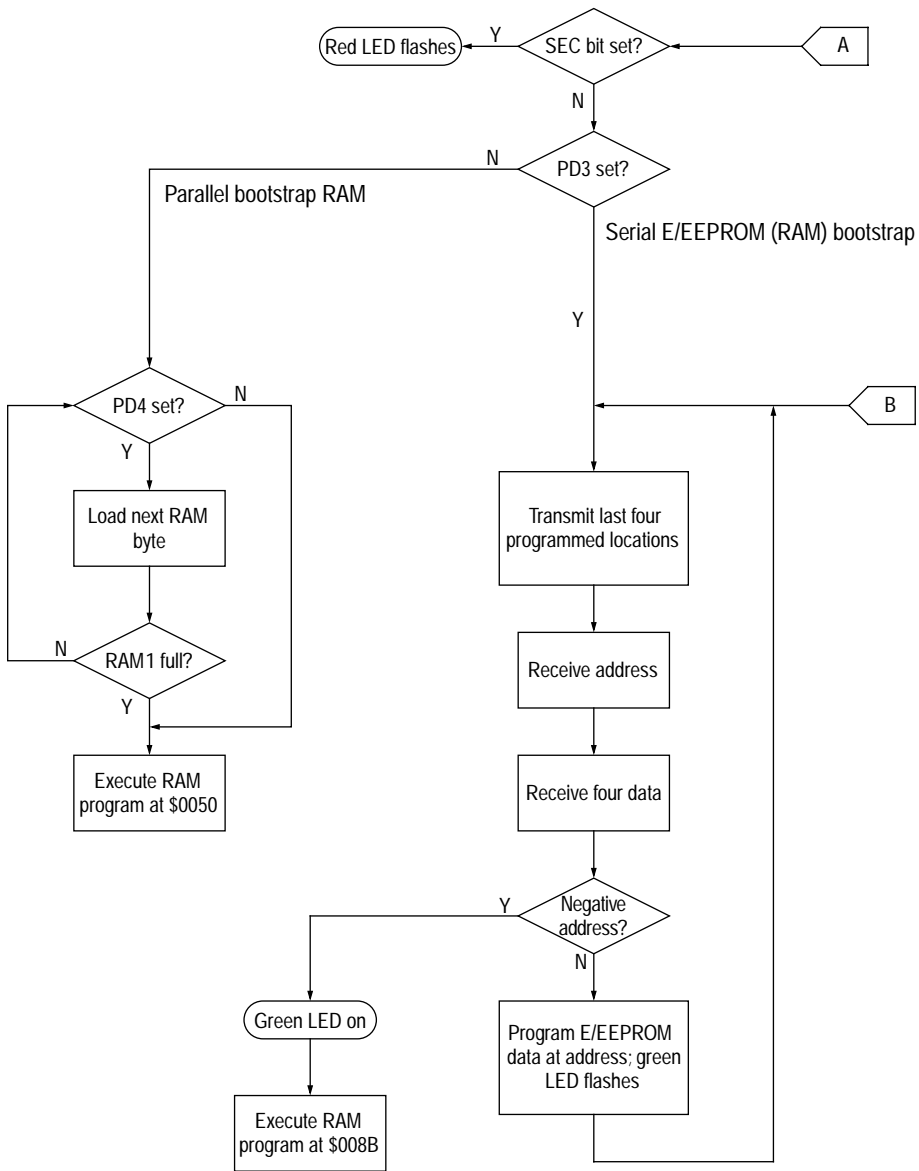 Red LED flashes
Y
SEC bit set?
A
N
N
PD3 set?
Parallel bootstrap RAM
Serial E/EEPROM (RAM) bootstrap
Y
PD4 set?
N
Y
B
Load next RAM
byte
Transmit last four
programmed locations
N
RAM1 full?
Y
Receive address
Execute RAM
program at $0050
Receive four data
Y
Negative
address?
N
Green LED on
Program E/EEPROM
data at address; green
LED flashes
Execute RAM
program at $008B